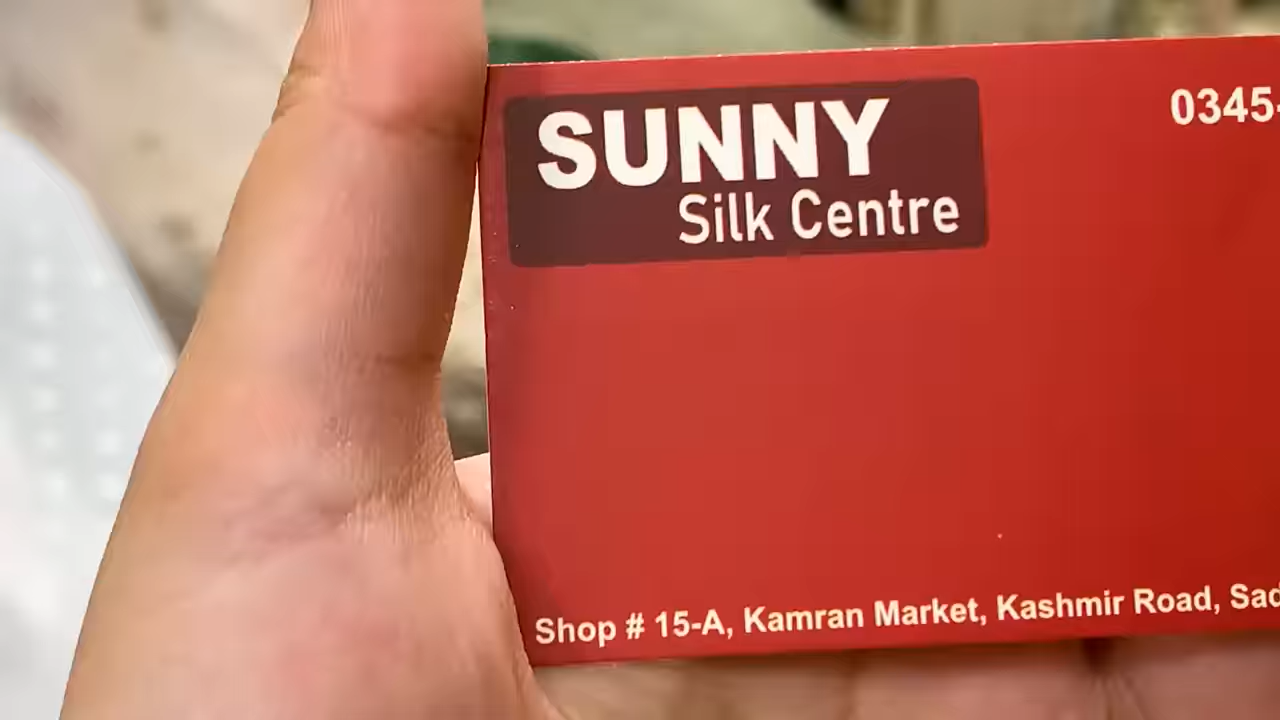 SUNNY
Silk Centre
0345-
Shop # 15-A, Kamran Market, Kashmir Road, Sad